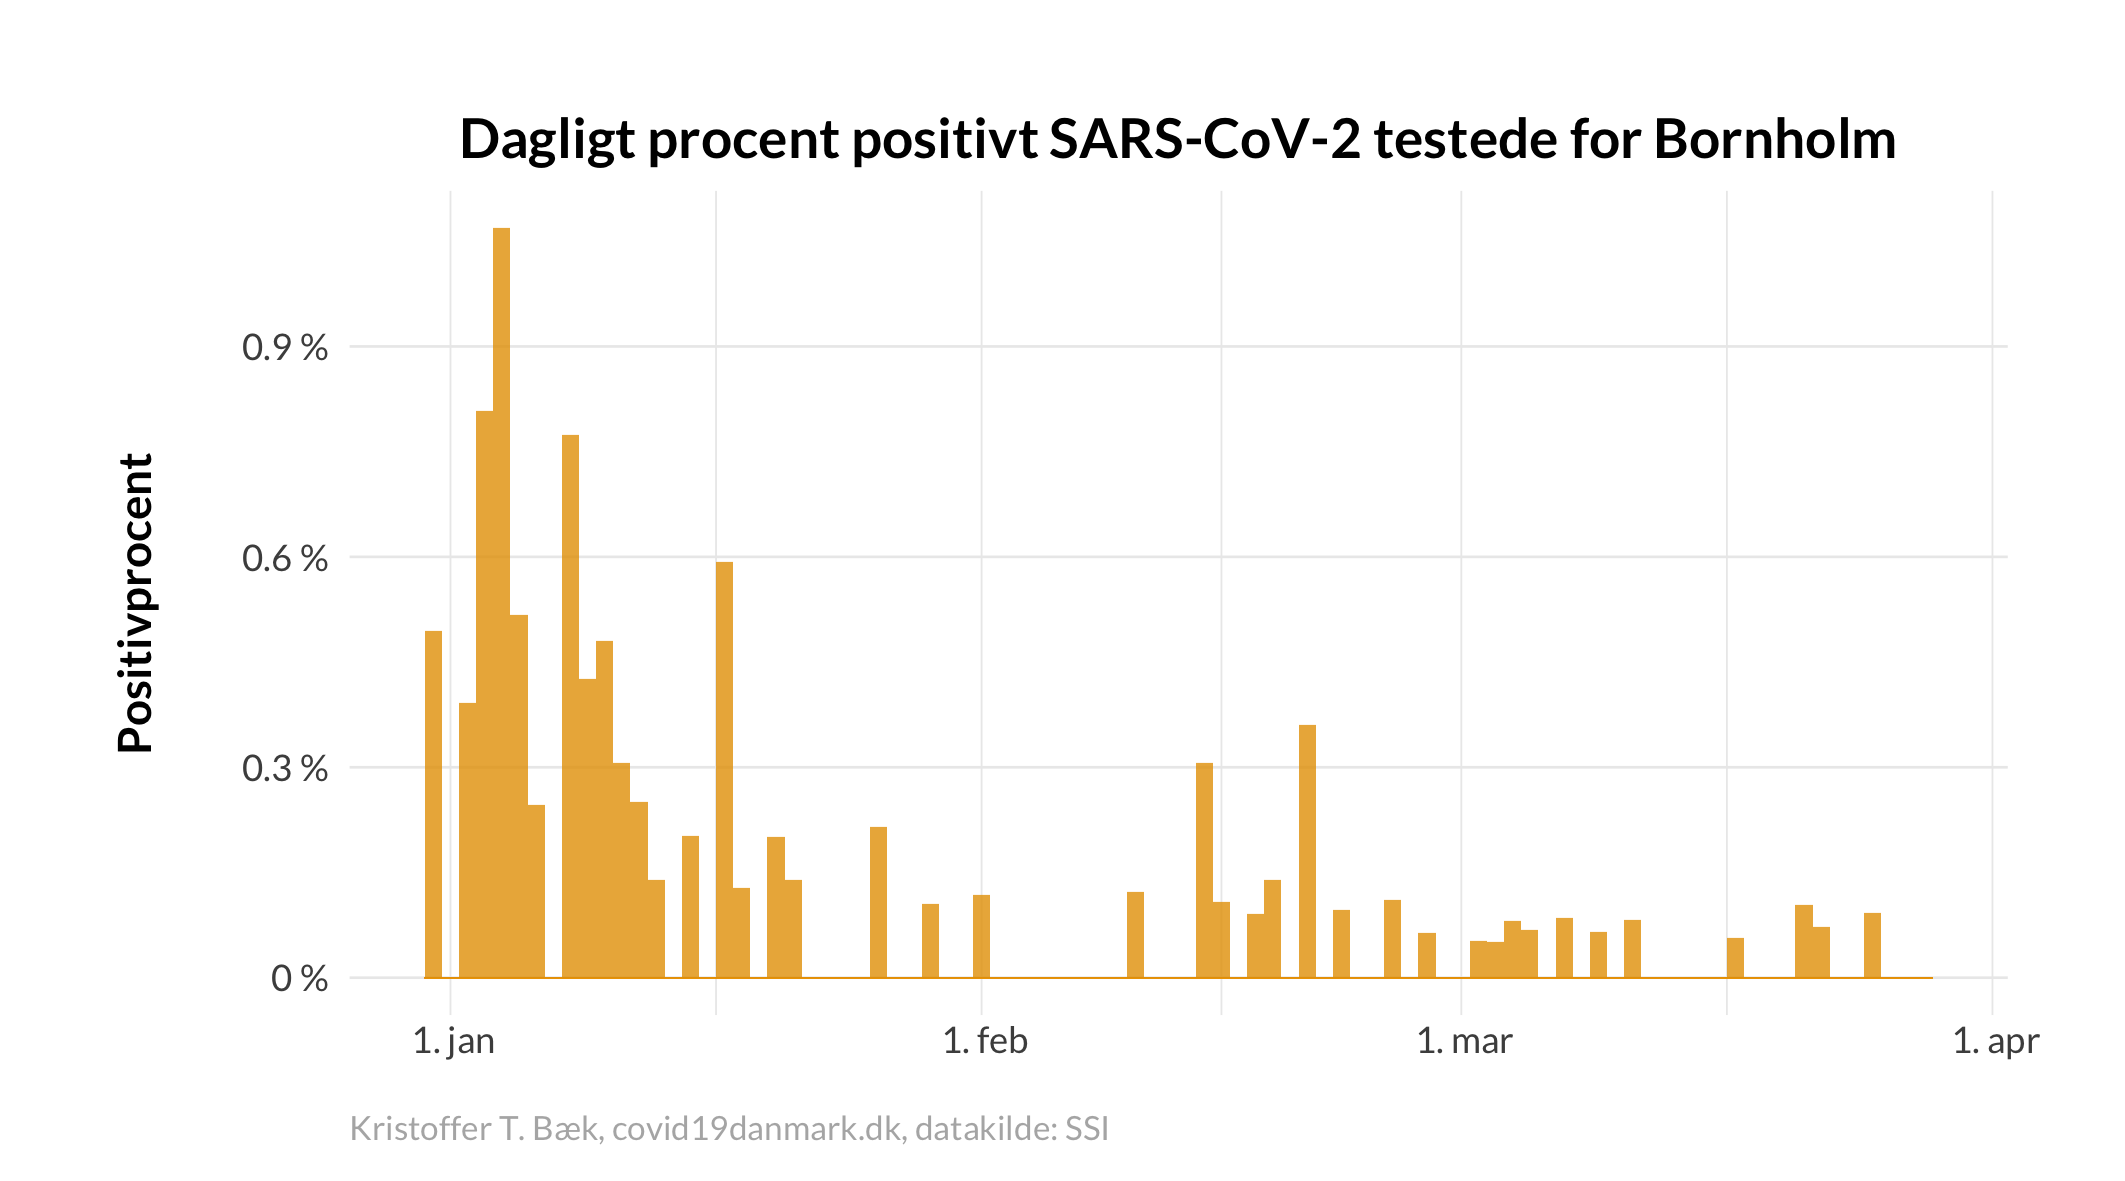 Dagligt procent positivt SARS-CoV-2 testede for Bornholm
Positivprocent
0.9 %
0.6 %
0.3 %
0 %
1. jan
1. feb
1. mar
1. apr
Kristoffer T. Bæk, covid19danmark.dk, datakilde: SSI